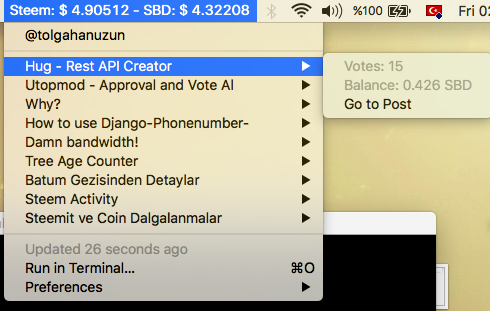 Steem: $ 4.90512 - SBD: $ 4.32208 %100 Fri 02
@tolgahanuzun
Hug - Rest API Creator
Votes: 15
Utopmod - Approval and Vote AI
Balance: 0.426 SBD
Why?
Go to Post
How to use Django-Phonenumber-
Damn bandwidth!
Tree Age Counter
Batum Gezisinden Detaylar
Steem Activity
Steemit ve Coin Dalgalanmalar
Updated 26 seconds ago
Run in Terminal... ⌘O
Preferences